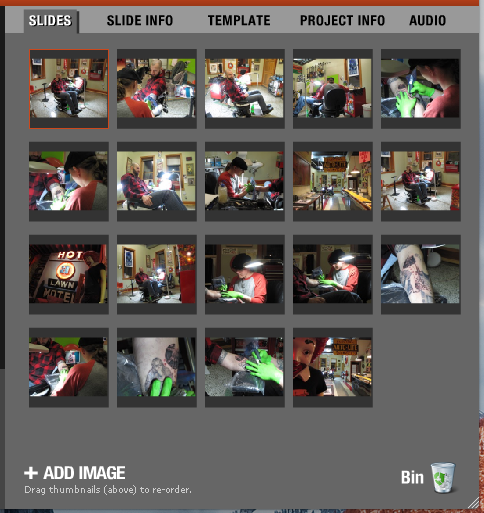 SLIDES
SLIDE INFO
TEMPLATE
PROJECT INFO
AUDIO
HOT
LAWN
MOTEL
+ ADD IMAGE
Drag thumbnails (above) to re-order.
Bin